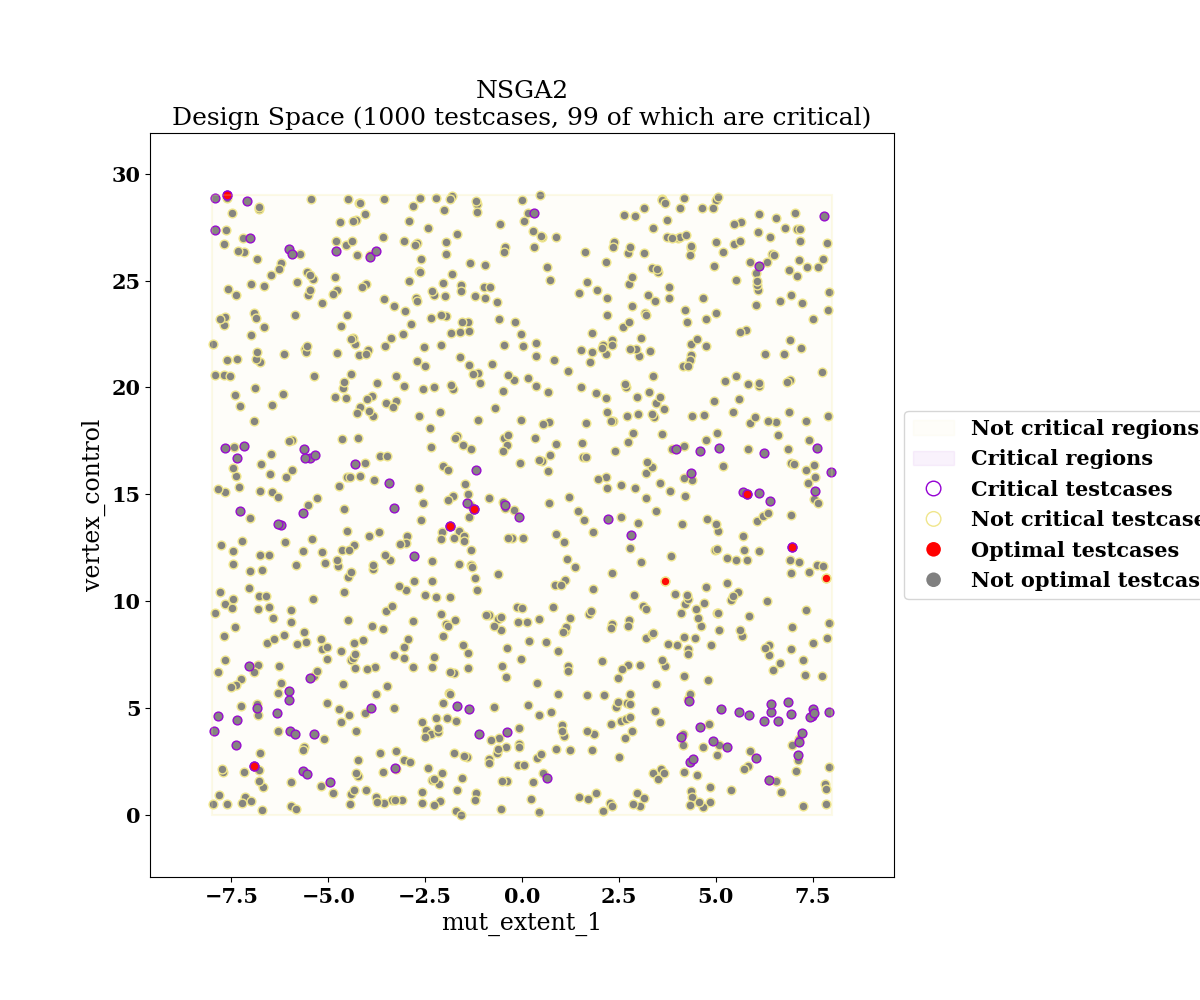 NSGA2
Design Space (1000 testcases, 99 of which are critical)
30
25
20
15
10
5
0
vertex_control
−7.5
−5.0
−2.5
0.0
2.5
5.0
7.5
mut_extent_1
Not critical regions
Critical regions
Critical testcases
Not critical testcase
Optimal testcases
Not optimal testcas